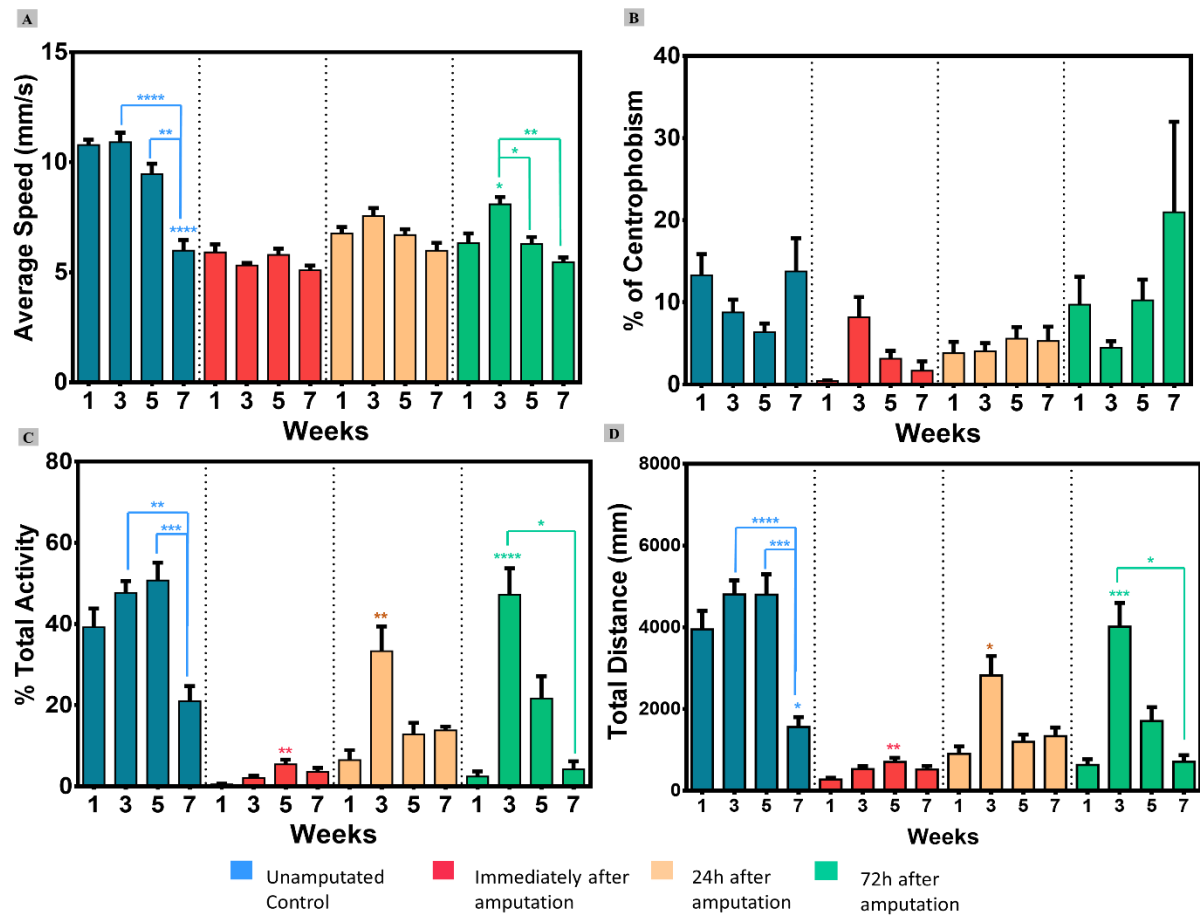 A
Average Speed (mm/s)
15
10
5
0
****
**
****
**
*
*
1 3 5 7 1 3 5 7 1 3 5 7 1 3 5 7
Weeks
B
% of Centrophobism
40
30
20
10
0
1 3 5 7 1 3 5 7 1 3 5 7 1 3 5 7
Weeks
C
% Total Activity
80
60
40
20
0
**
***
**
**
****
*
1 3 5 7 1 3 5 7 1 3 5 7 1 3 5 7
Weeks
D
Total Distance (mm)
8000
6000
4000
2000
0
****
***
*
**
*
***
*
1 3 5 7 1 3 5 7 1 3 5 7 1 3 5 7
Weeks
Unamputated
Control
Immediately after
amputation
24h after
amputation
72h after
amputation